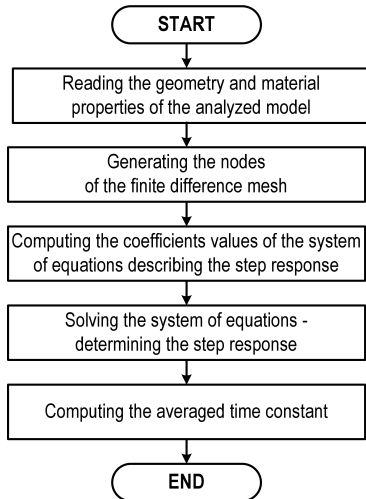 START
Reading the geometry and material
properties of the analyzed model
Generating the nodes
of the finite difference mesh
Computing the coefficients values of the system
of equations describing the step response
Solving the system of equations -
determining the step response
Computing the averaged time constant
END